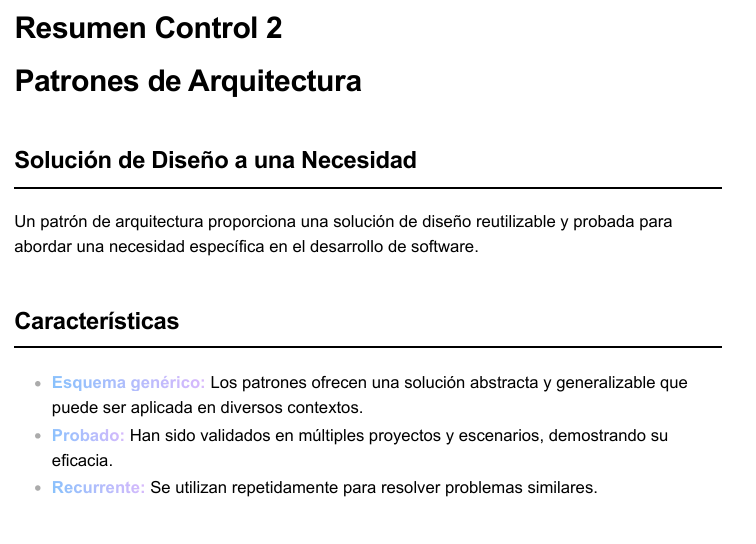 Resumen Control 2
Patrones de Arquitectura
Solución de Diseño a una Necesidad
Un patrón de arquitectura proporciona una solución de diseño reutilizable y probada para
abordar una necesidad específica en el desarrollo de software.
Características
• Esquema genérico: Los patrones ofrecen una solución abstracta y generalizable que
puede ser aplicada en diversos contextos.
• Probado: Han sido validados en múltiples proyectos y escenarios, demostrando su
eficacia.
• Recurrente: Se utilizan repetidamente para resolver problemas similares.